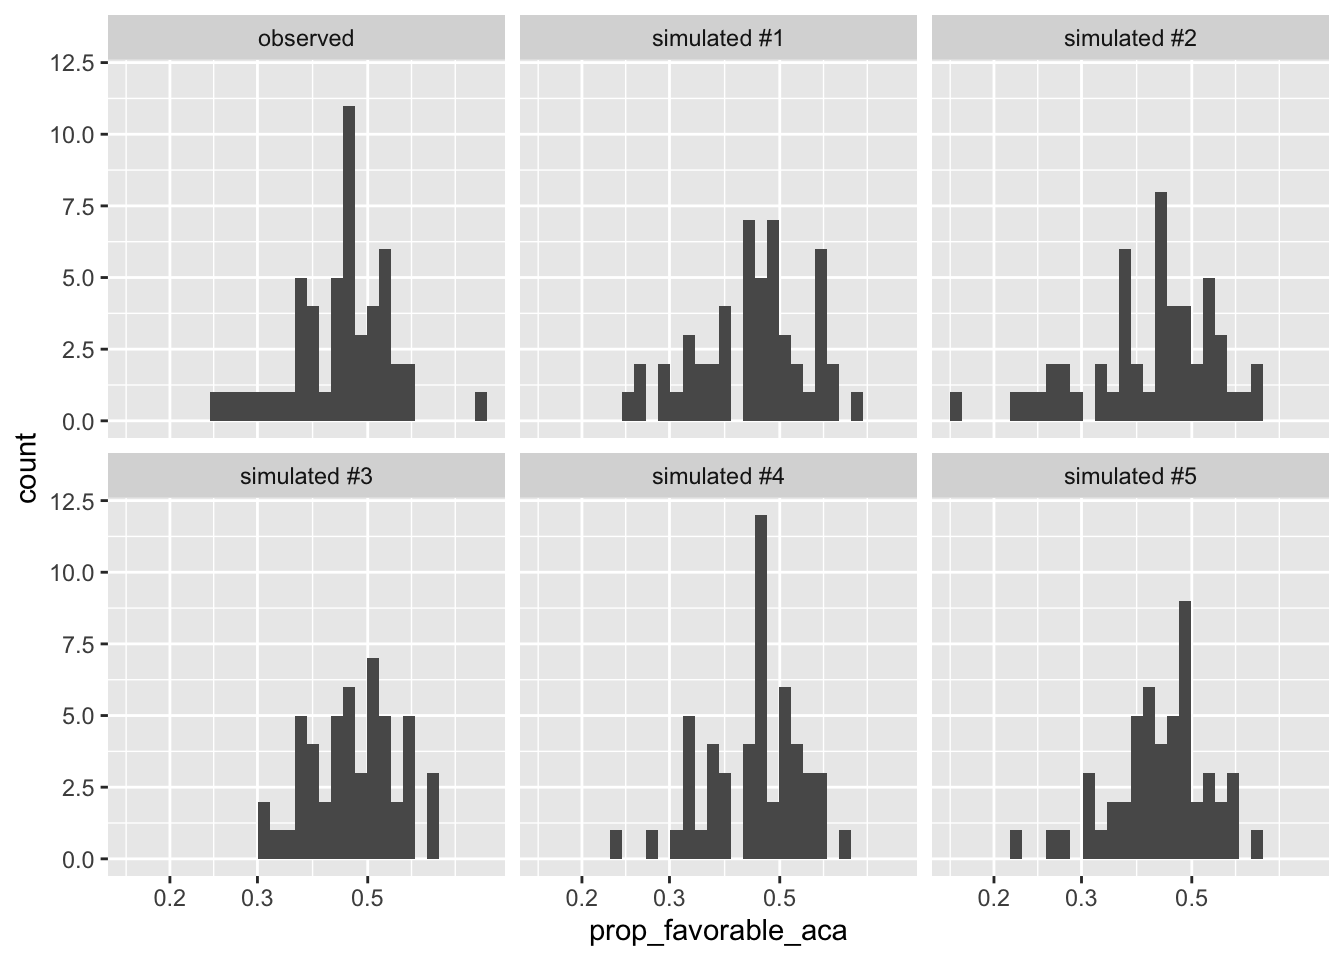 observed
simulated #1
simulated #2
12.5
10.0
7.5
5.0
2.5
0.0
count
simulated #3
simulated #4
simulated #5
12.5
10.0
7.5
5.0
2.5
0.0
0.2 0.3 0.5
0.2 0.3 0.5
0.2 0.3 0.5
prop_favorable_aca